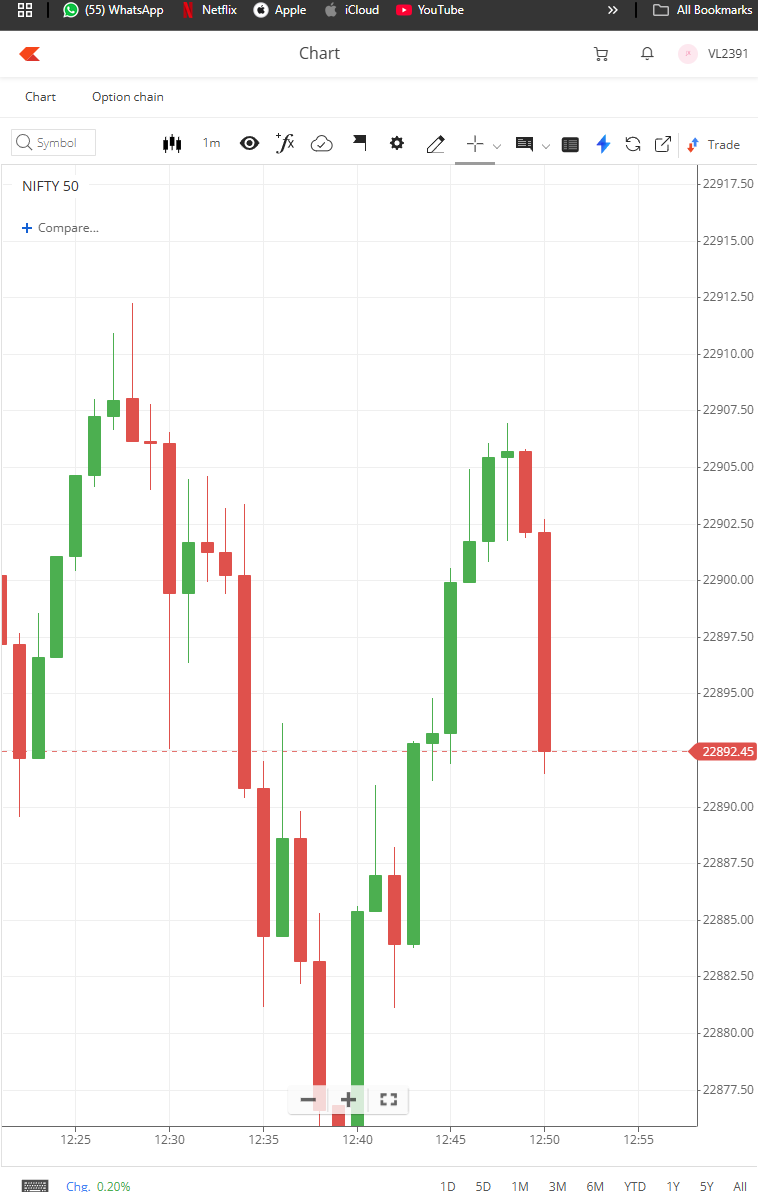 (55) WhatsApp Netflix Apple iCloud YouTube » All Bookmarks
Chart VL2391
Chart Option chain
Symbol 1m Trade
NIFTY 50
Compare...
22917.50
22915.00
22912.50
22910.00
22907.50
22905.00
22902.50
22900.00
22897.50
22895.00
22892.45
22890.00
22887.50
22885.00
22882.50
22880.00
22877.50
12:25 12:30 12:35 12:40 12:45 12:50 12:55
Chg. 0.20% 1D 5D 1M 3M 6M YTD 1Y 5Y All